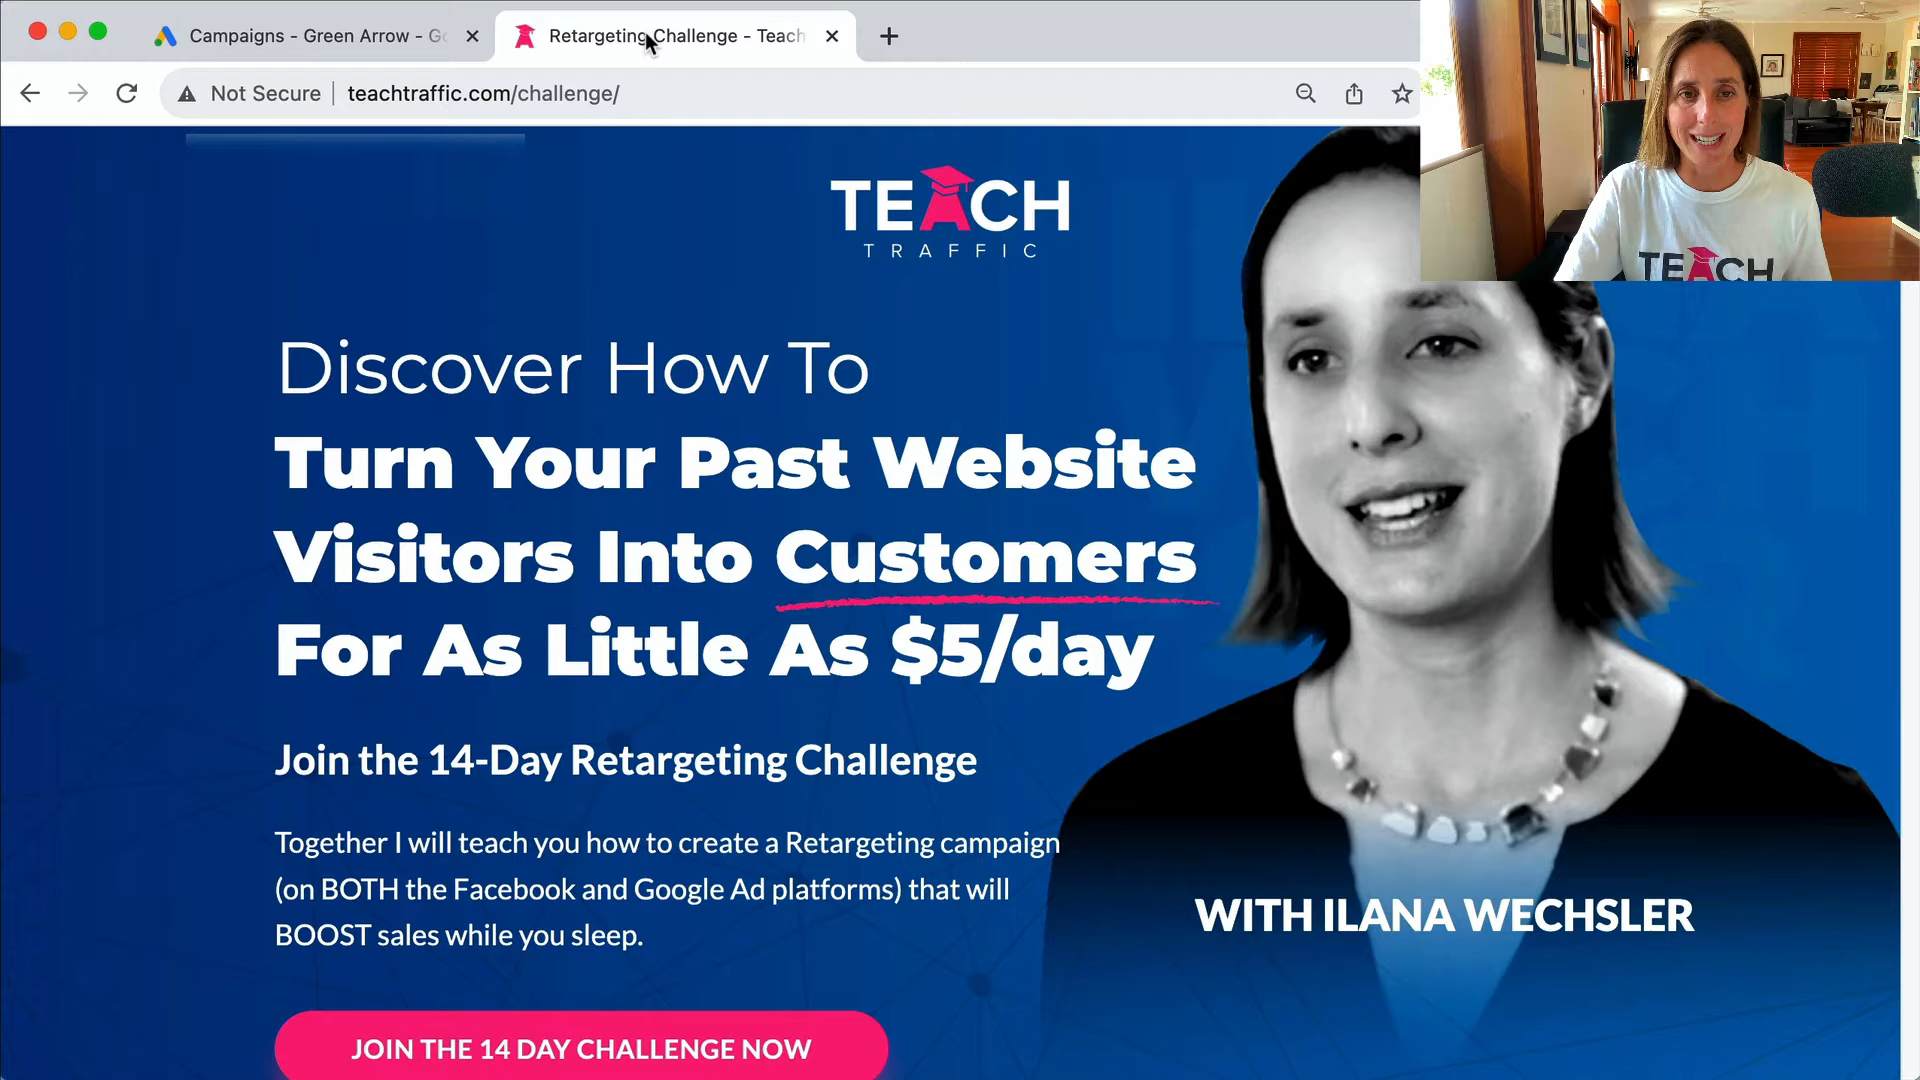 Campaigns - Green Arrow - Go
Retargeting Challenge - Teach
Not Secure
teachtraffic.com/challenge/
TEACH
TRAFFIC
TEACH
Discover How To
Turn Your Past Website
Visitors Into Customers
For As Little As $5/day
Join the 14-Day Retargeting Challenge
Together I will teach you how to create a Retargeting campaign
(on BOTH the Facebook and Google Ad platforms) that will
BOOST sales while you sleep.
WITH ILANA WECHSLER
JOIN THE 14 DAY CHALLENGE NOW